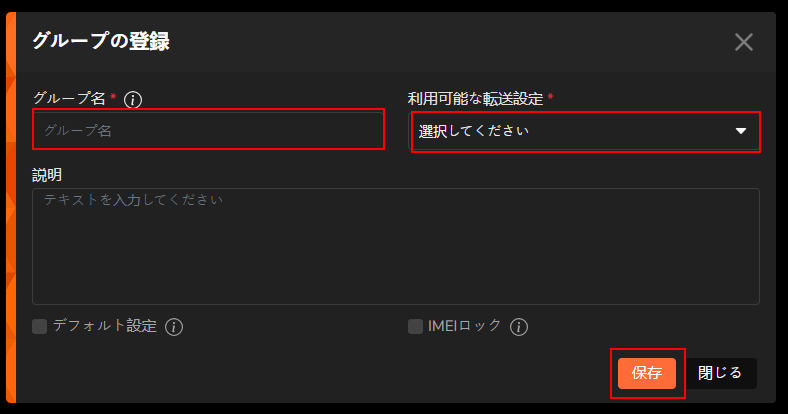 グループの登録
グループ名 *
利用可能な転送設定 *
グループ名
選択してください
説明
テキストを入力してください
デフォルト設定
IMEIロック
保存
閉じる